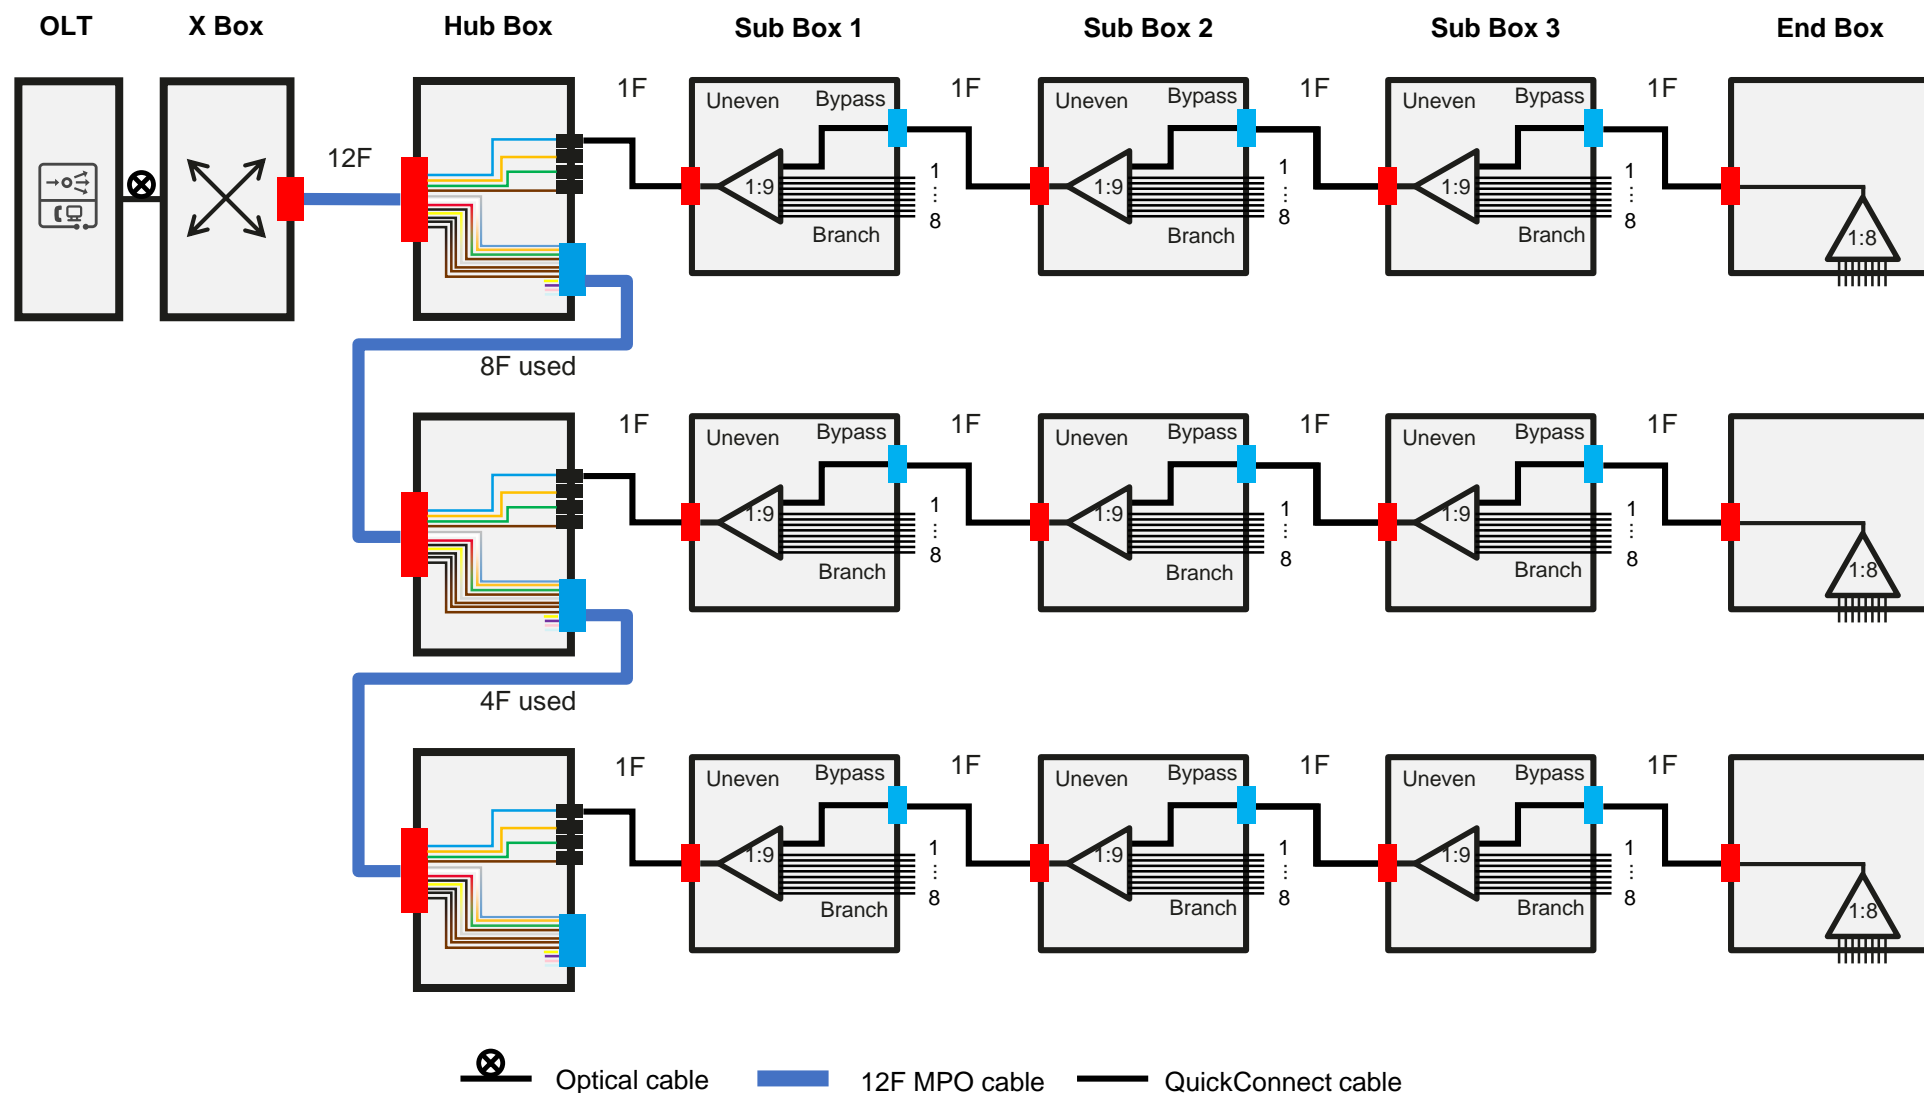 OLT X Box Hub Box Sub Box 1 Sub Box 2 Sub Box 3 End Box
1F 1F 1F 1F
Uneven Bypass Uneven Bypass Uneven Bypass
12F
1:9 1 1:9 1 1:9 1
⋮ ⋮ ⋮
8 8 8
Branch Branch Branch
1:8
8F used
1F 1F 1F 1F
Uneven Bypass Uneven Bypass Uneven Bypass
1:9 1 1:9 1 1:9 1
⋮ ⋮ ⋮
8 8 8
Branch Branch Branch
1:8
4F used
1F 1F 1F 1F
Uneven Bypass Uneven Bypass Uneven Bypass
1:9 1 1:9 1 1:9 1
⋮ ⋮ ⋮
8 8 8
Branch Branch Branch
1:8
Optical cable 12F MPO cable QuickConnect cable